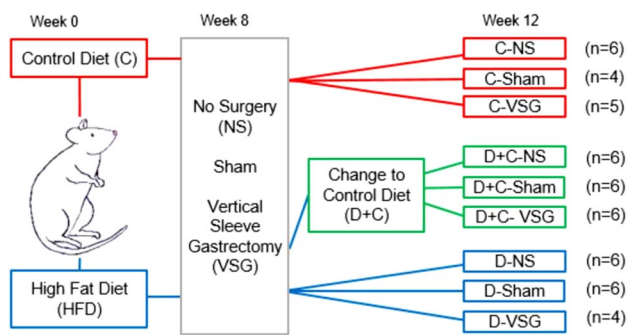 Week 0
Week 8
Week 12
Control Diet (C)
No Surgery
(NS)
Sham
Vertical
Sleeve
Gastrectomy
(VSG)
High Fat Diet
(HFD)
Change to
Control Diet
(D+C)
C-NS (n=6)
C-Sham (n=4)
C-VSG (n=5)
D+C-NS (n=6)
D+C-Sham (n=6)
D+C- VSG (n=6)
D-NS (n=6)
D-Sham (n=6)
D-VSG (n=4)